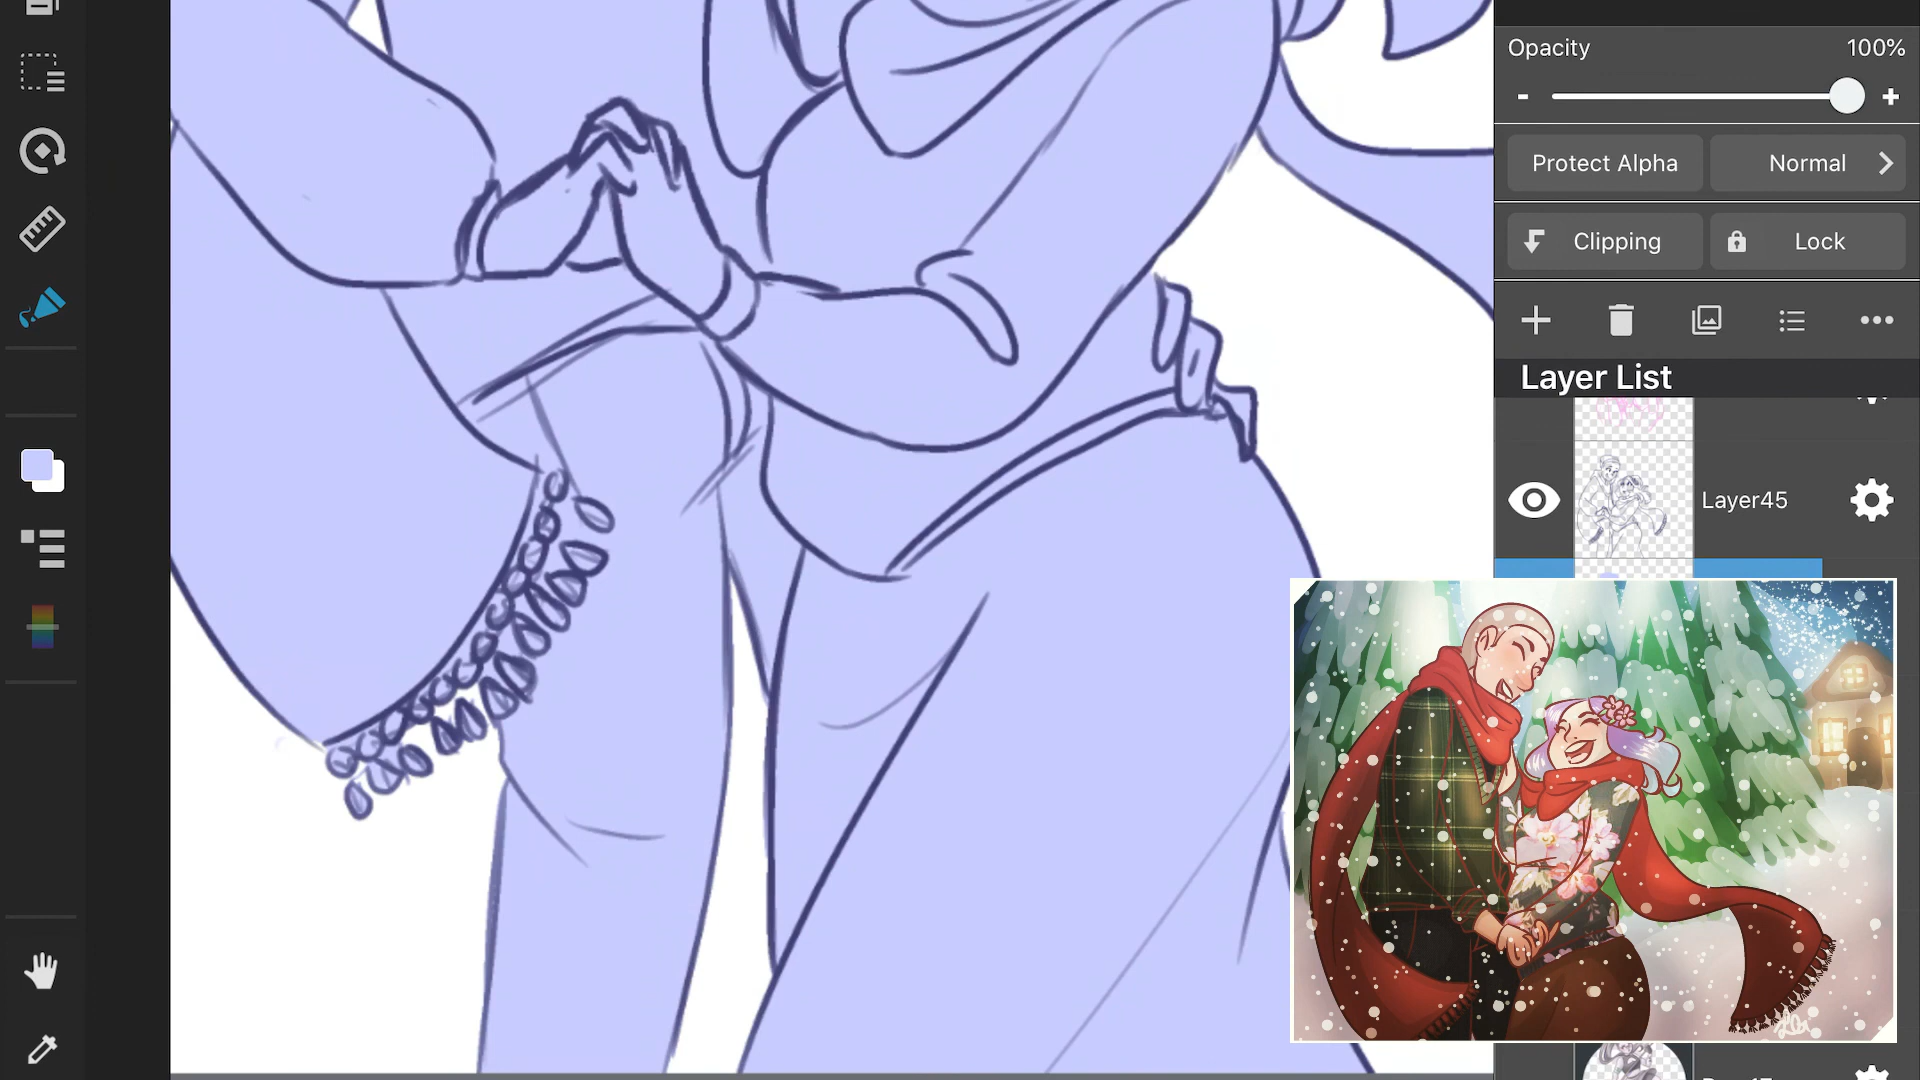 Opacity 100%
- +
Protect Alpha Normal
Clipping Lock
Layer List
Layer45